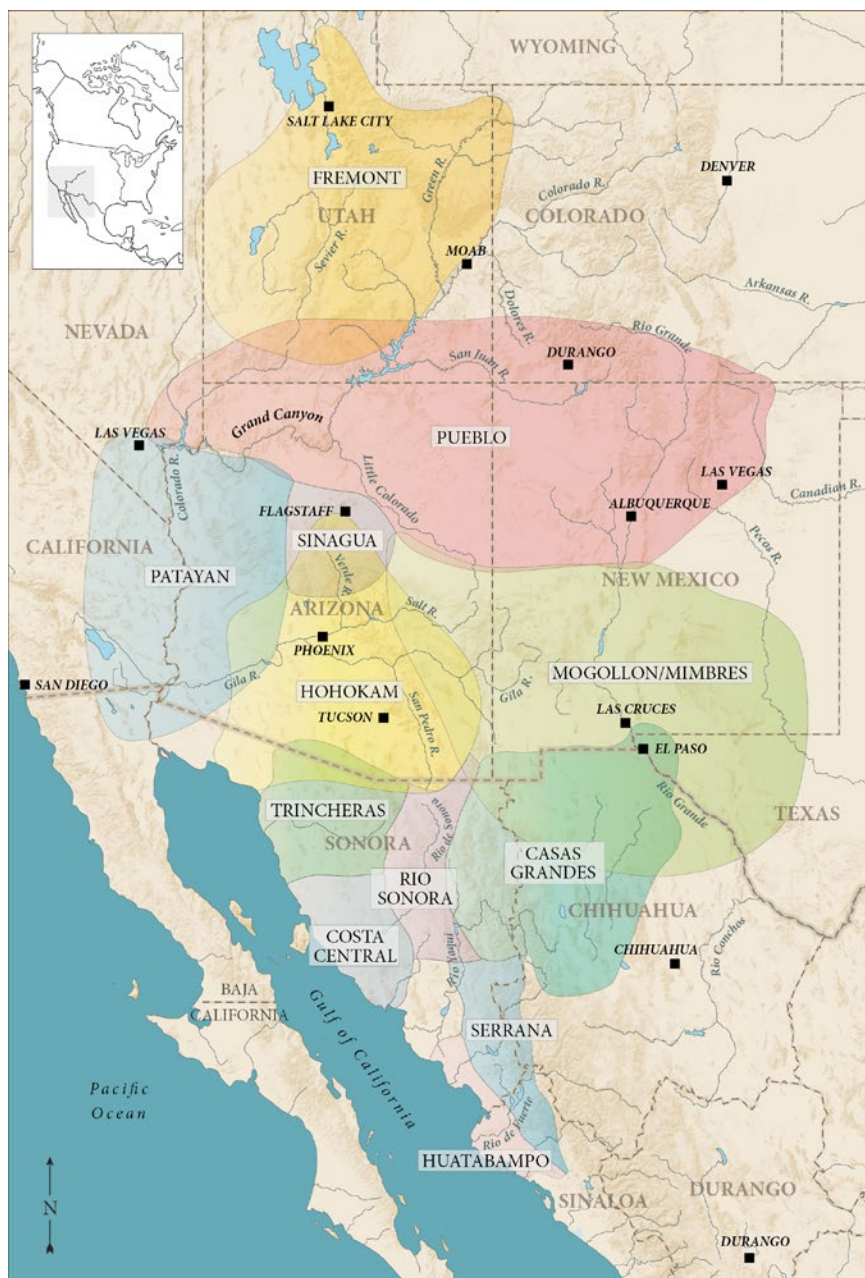 WYOMING
SALT LAKE CITY
DENVER
FREMONT
Green R.
Colorado R.
UTAH
COLORADO
Sevier R.
MOAB
Arkansas R.
NEVADA
Dolores R.
Rio Grande
San Juan R.
DURANGO
Grand Canyon
LAS VEGAS
PUEBLO
Colorado R.
Little Colorado
LAS VEGAS
Canadian R.
FLAGSTAFF
ALBUQUERQUE
SINAGUA
CALIFORNIA
Pecos R.
PATAYAN
Verde R.
NEW MEXICO
ARIZONA
Salt R.
PHOENIX
MOGOLLON/MIMBRES
Gila R.
Gila R.
SAN DIEGO
HOHOKAM
San Pedro R.
LAS CRUCES
TUCSON
EL PASO
Rio Grande
TRINCHERAS
Rio de Sonora
TEXAS
SONORA
CASAS
GRANDES
RIO
SONORA
CHIHUAHUA
COSTA
CENTRAL
Rio Yaqui
CHIHUAHUA
Rio Conchos
BAJA
CALIFORNIA
Gulf of California
SERRANA
Pacific
Ocean
Rio de Fuerte
HUATABAMPO
N
SINALOA
DURANGO
DURANGO